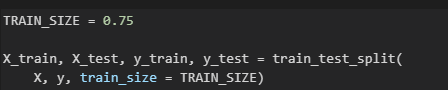 TRAIN_SIZE = 0.75
X_train, X_test, y_train, y_test = train_test_split(
    X, y, train_size = TRAIN_SIZE)